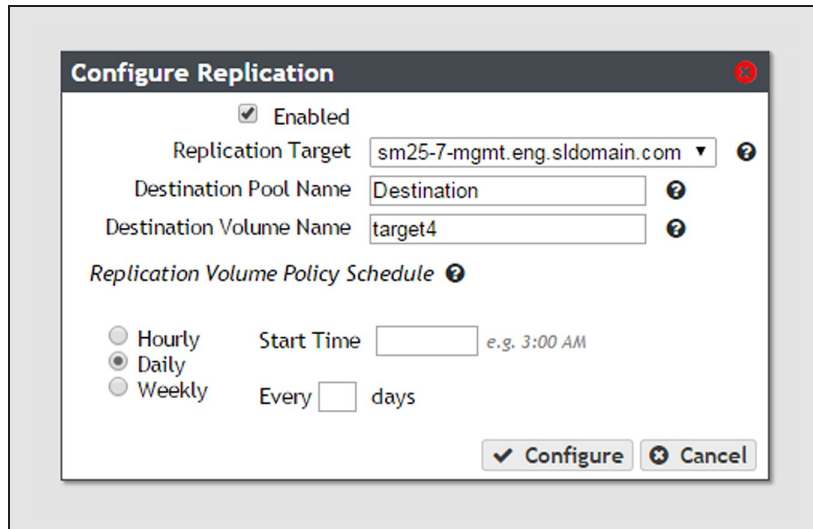 Configure Replication
Enabled
Replication Target sm25-7-mgmt.eng.sldomain.com
Destination Pool Name Destination
Destination Volume Name target4
Replication Volume Policy Schedule
Hourly Start Time e.g. 3:00 AM
Daily
Weekly Every days
Configure Cancel